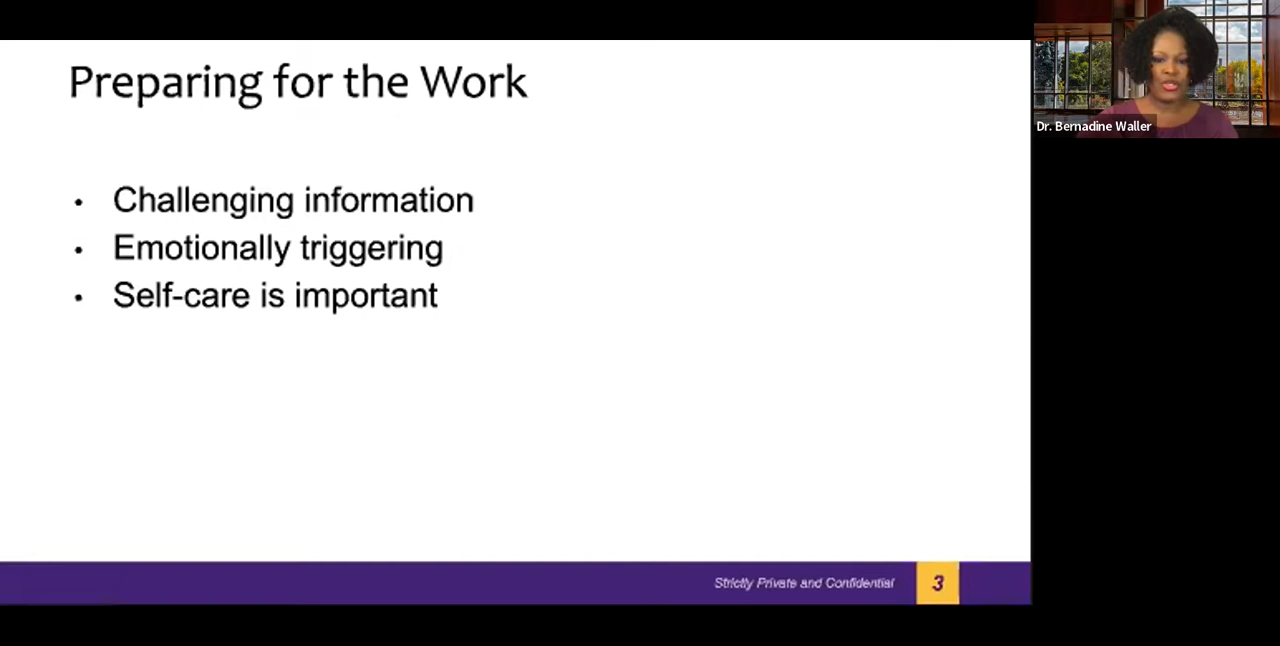 Preparing for the Work
• Challenging information
• Emotionally triggering
• Self-care is important
Strictly Private and Confidential
3
Dr. Bernadine Waller